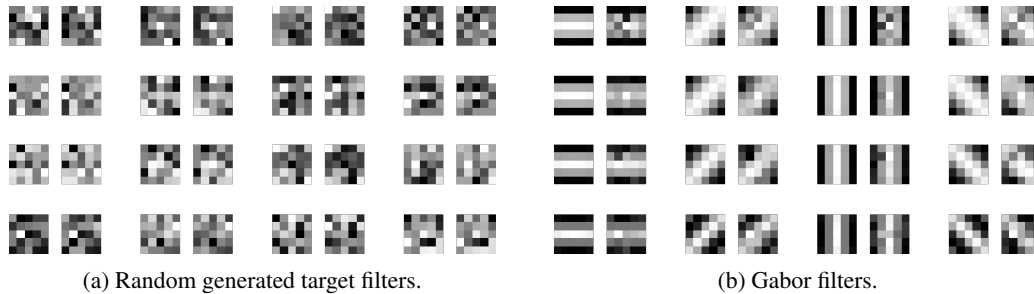 (a) Random generated target filters.
(b) Gabor filters.